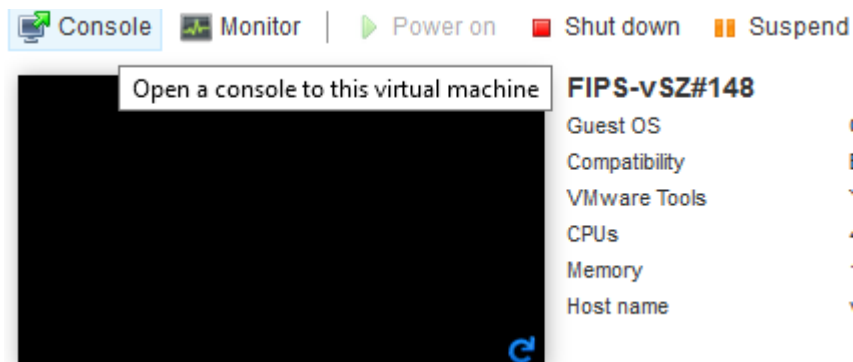 Console Monitor Power on Shut down Suspend
Open a console to this virtual machine
FIPS-vSZ#148
Guest OS
Compatibility
VMware Tools
CPUs
Memory
Host name